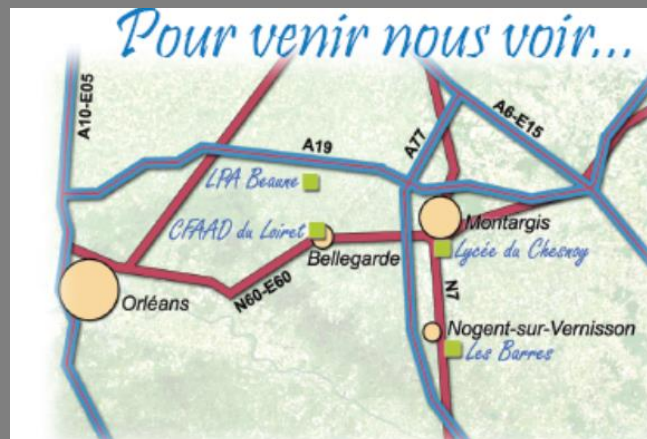 Pour venir nous voir...
A10-E05
A6-E15
A19
A77
LPA Beaune
CFAAD du Loiret
Montargis
Bellegarde
Lycée du Chesnoy
N60-E60
N7
Orléans
Nogent-sur-Vernisson
Les Barres